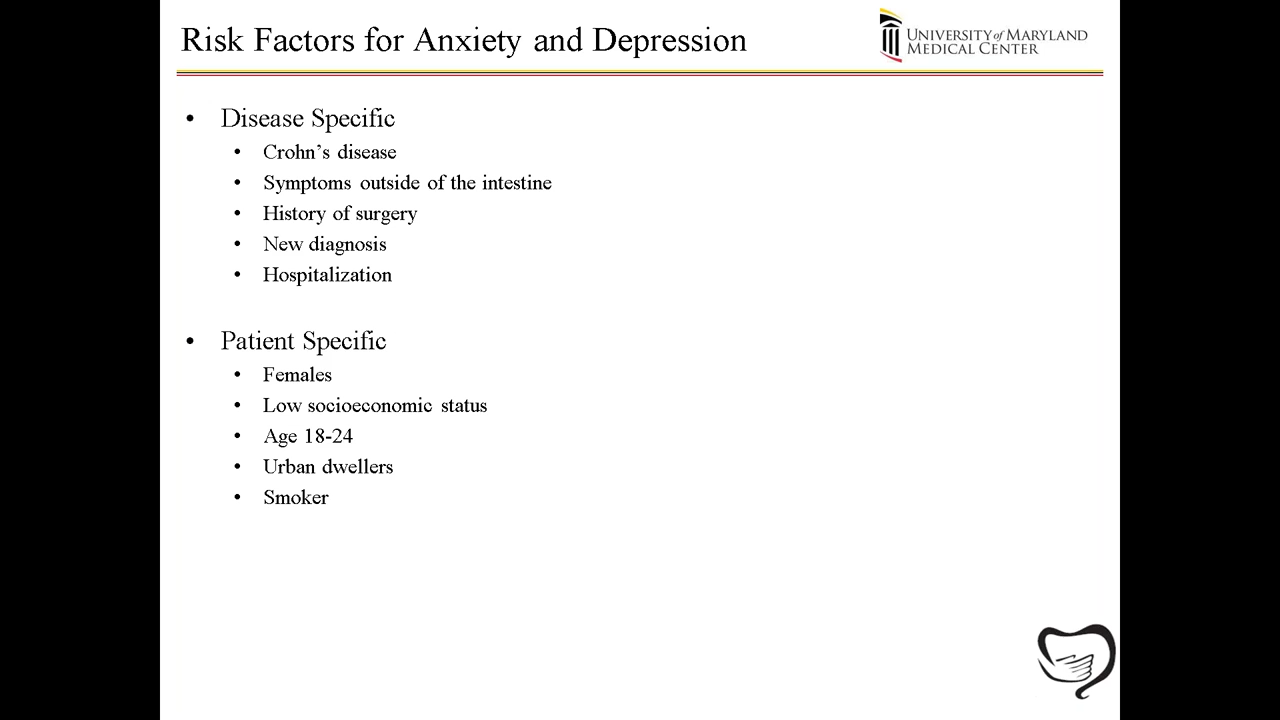 Risk Factors for Anxiety and Depression
UNIVERSITY of MARYLAND
MEDICAL CENTER
• Disease Specific
• Crohn's disease
• Symptoms outside of the intestine
• History of surgery
• New diagnosis
• Hospitalization
• Patient Specific
• Females
• Low socioeconomic status
• Age 18-24
• Urban dwellers
• Smoker